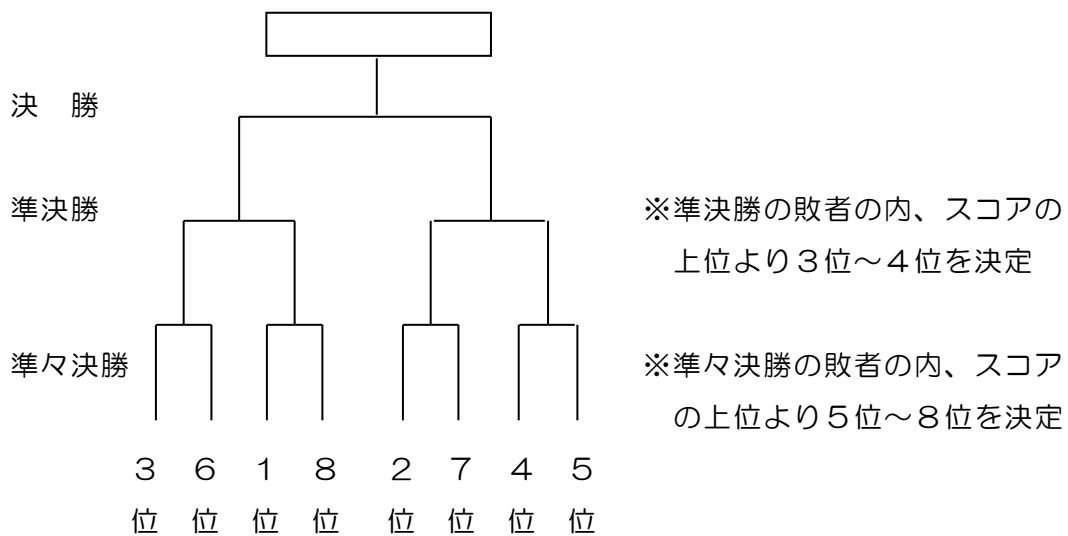 決　勝
準決勝
※準決勝の敗者の内、スコアの
上位より３位～４位を決定
準々決勝
※準々決勝の敗者の内、スコア
の上位より５位～８位を決定
３ ６ １ ８ ２ ７ ４ ５
位 位 位 位 位 位 位 位